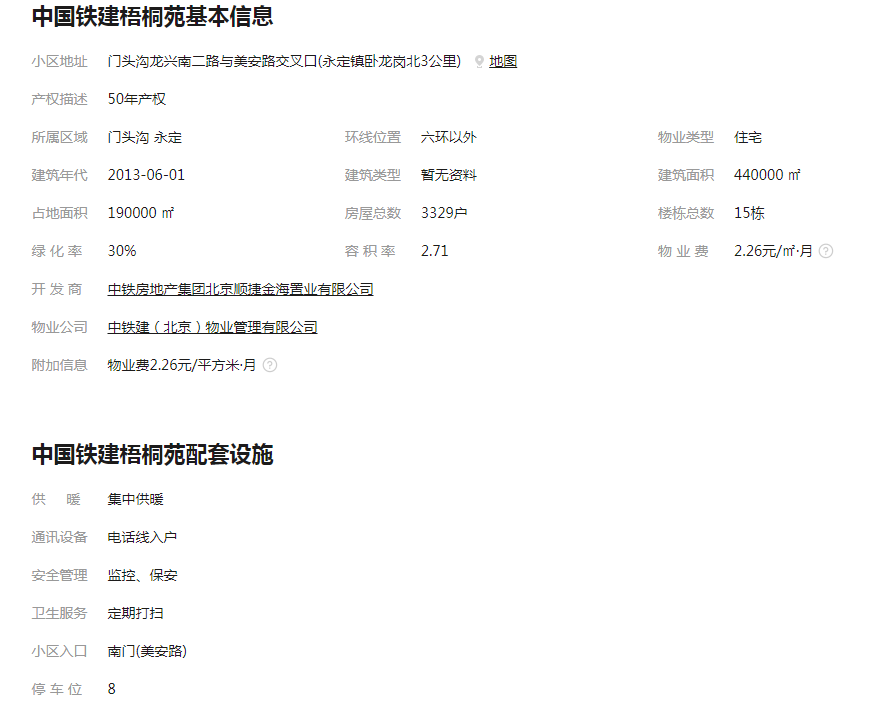 中国铁建梧桐苑基本信息
小区地址 门头沟龙兴南二路与美安路交叉口(永定镇卧龙岗北3公里) 地图
产权描述 50年产权
所属区域 门头沟 永定 环线位置 六环以外 物业类型 住宅
建筑年代 2013-06-01 建筑类型 暂无资料 建筑面积 440000 ㎡
占地面积 190000 ㎡ 房屋总数 3329户 楼栋总数 15栋
绿 化 率 30% 容 积 率 2.71 物 业 费 2.26元/㎡·月 ?
开 发 商 中铁房地产集团北京顺捷金海置业有限公司
物业公司 中铁建（北京）物业管理有限公司
附加信息 物业费2.26元/平方米·月 ?
中国铁建梧桐苑配套设施
供 暖 集中供暖
通讯设备 电话线入户
安全管理 监控、保安
卫生服务 定期打扫
小区入口 南门(美安路)
停 车 位 8